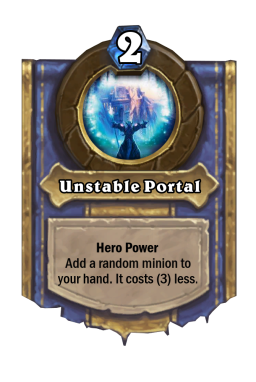 2
Unstable Portal
Hero Power
Add a random minion to
your hand. It costs (3) less.